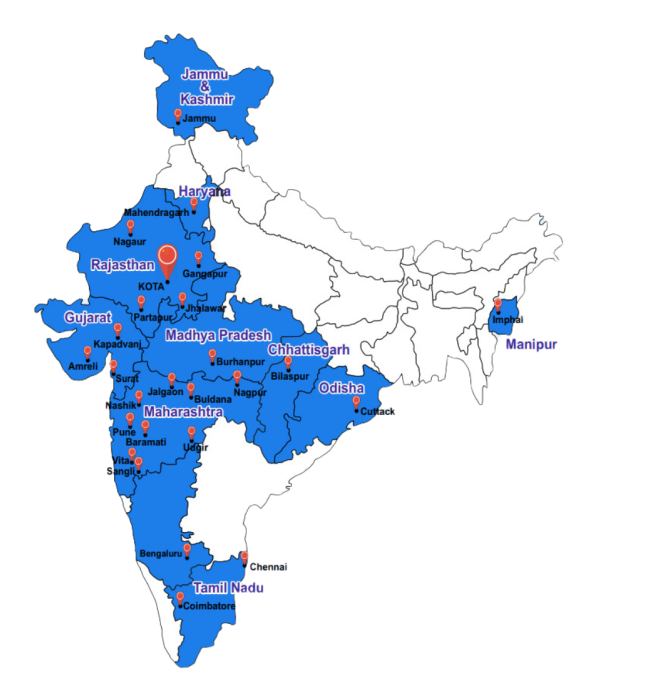 Jammu
&
Kashmir
Jammu
Haryana
Mahendragarh
Nagaur
Rajasthan
Gangapur
KOTA
Jhalawar
Partapur
Gujarat
Kapadvanj
Madhya Pradesh
Chhattisgarh
Imphal
Manipur
Amreli
Burhanpur
Surat
Bilaspur
Jalgaon
Nagpur
Odisha
Buldana
Nashik
Maharashtra
Cuttack
Pune
Baramati
Udgir
Vita
Sangli
Bengaluru
Chennai
Tamil Nadu
Coimbatore